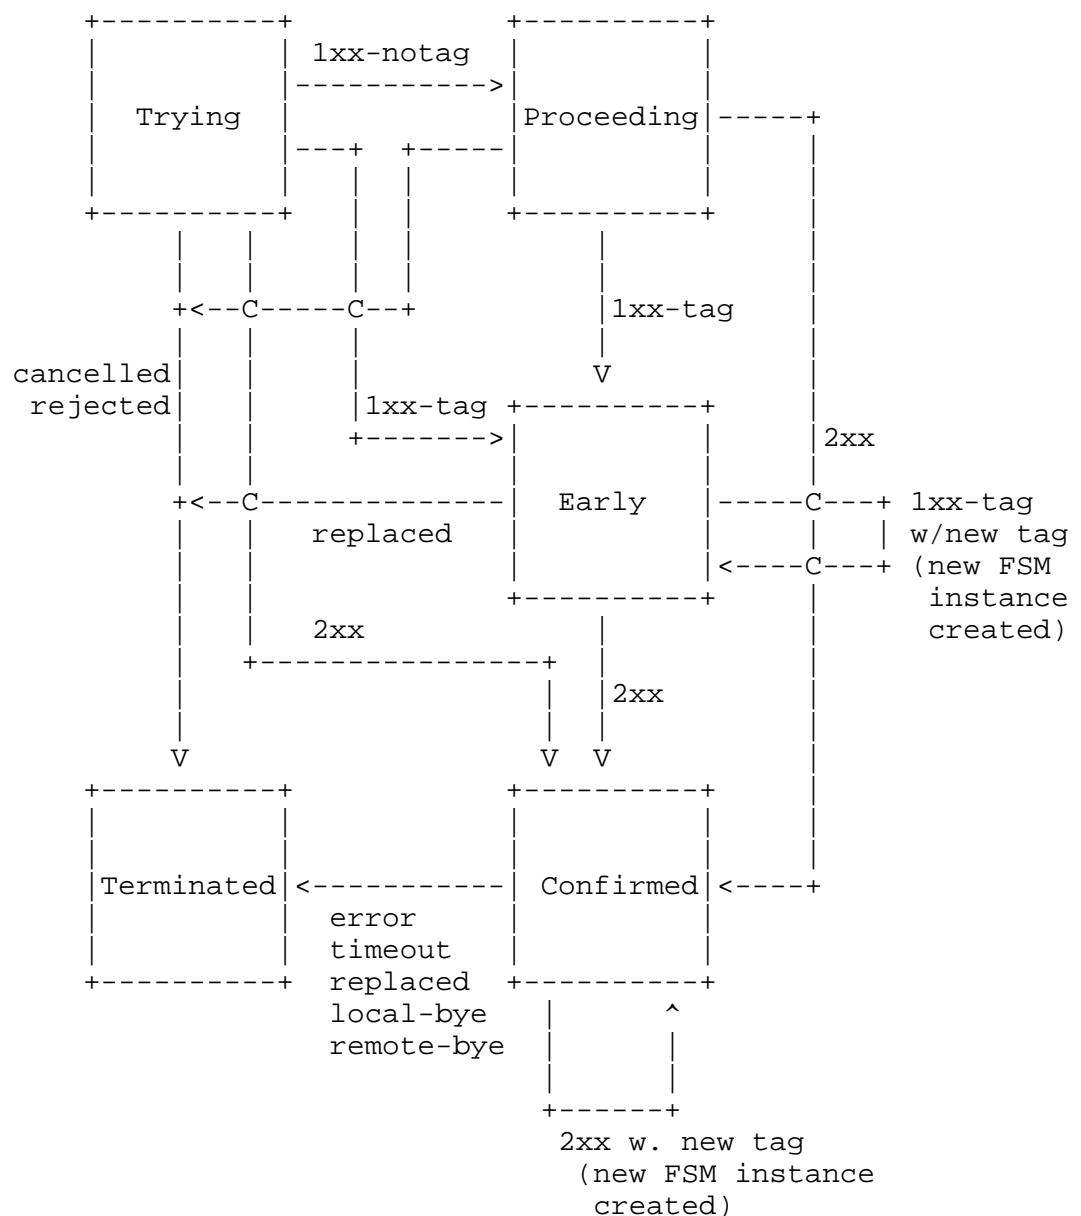 1xx-notag
Trying
Proceeding
C
C
1xx-tag
cancelled
rejected
1xx-tag
2xx
C
Early
C
1xx-tag
replaced
w/new tag
C
(new FSM
instance
created)
2xx
2xx
V
V
V
V
Terminated
Confirmed
error
timeout
replaced
local-bye
remote-bye
2xx w. new tag
(new FSM instance
created)